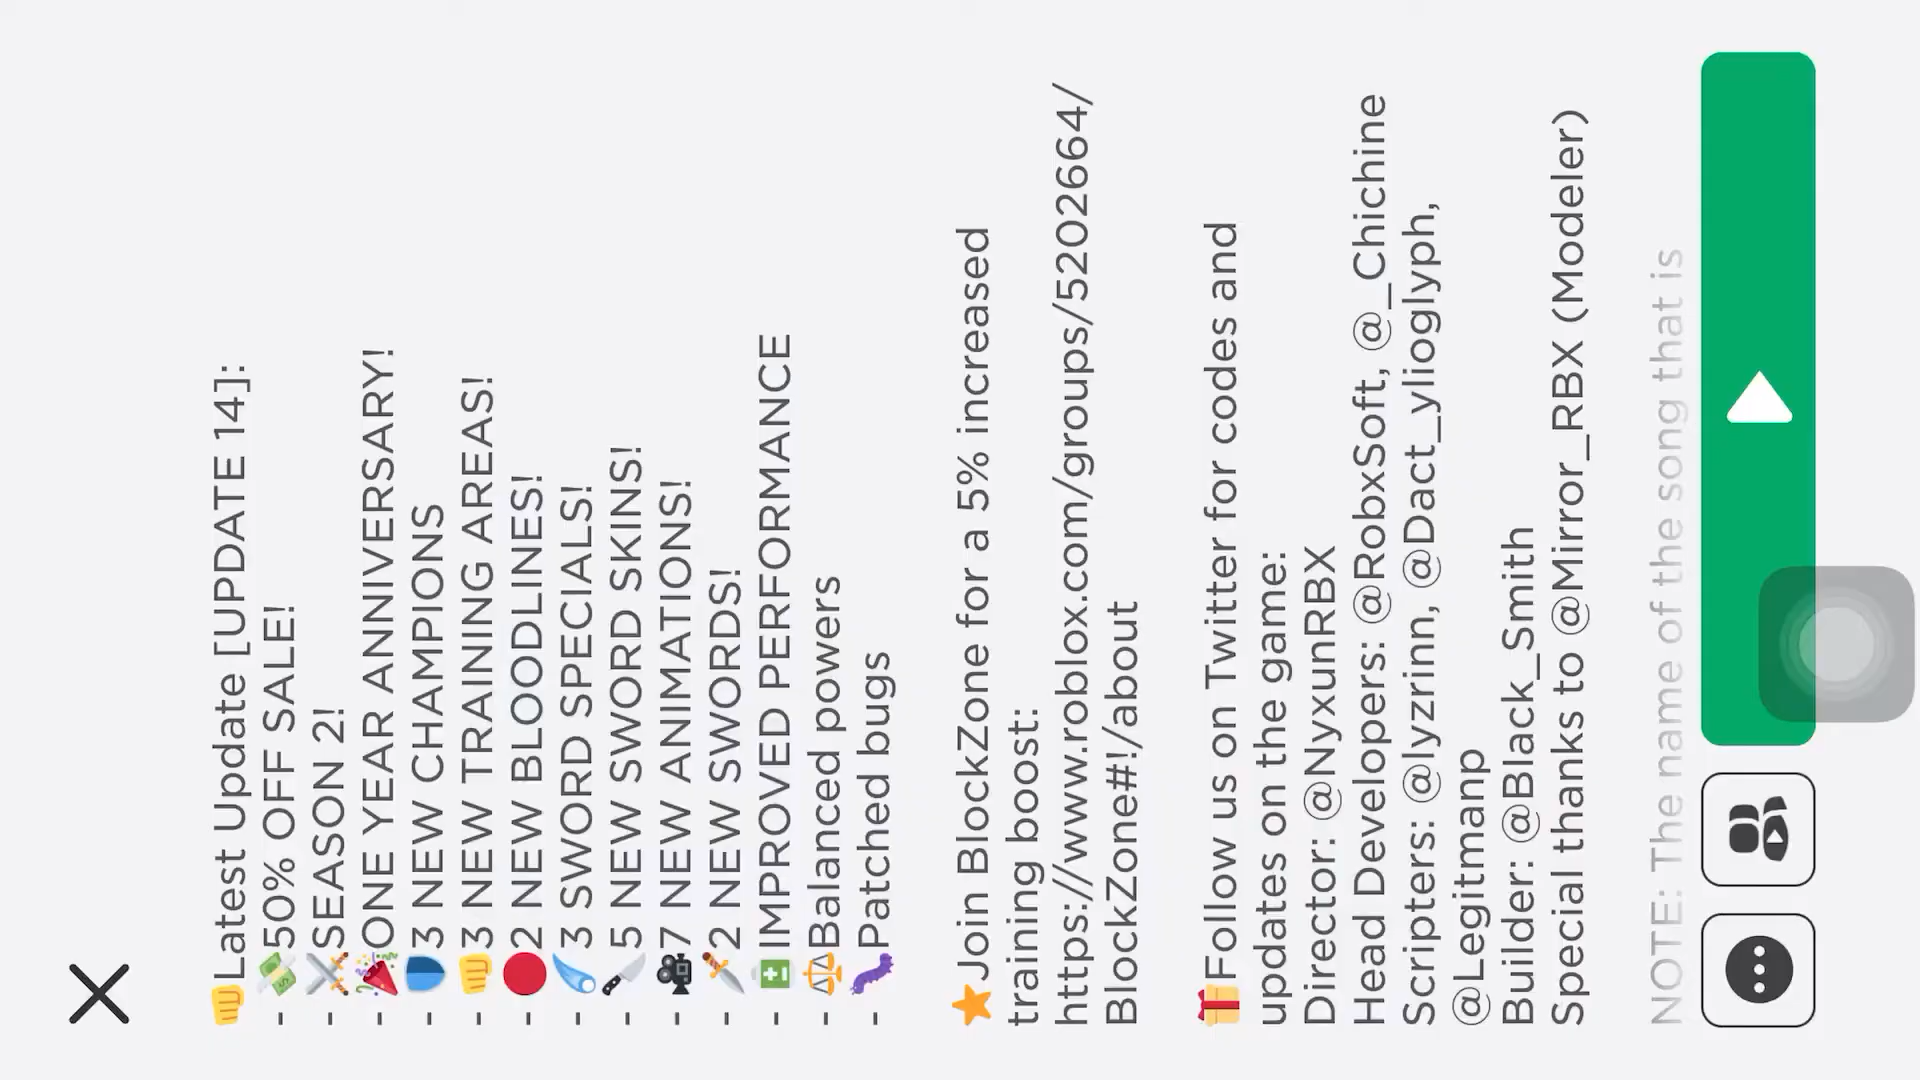 👊Latest Update [UPDATE 14]:
- 💸50% OFF SALE!
- ⚔️SEASON 2!
- 🎉ONE YEAR ANNIVERSARY!
- 🛡️3 NEW CHAMPIONS
- 👊3 NEW TRAINING AREAS!
- 🔴2 NEW BLOODLINES!
- ☄️3 SWORD SPECIALS!
- 🔪5 NEW SWORD SKINS!
- 🎥7 NEW ANIMATIONS!
- 🗡️2 NEW SWORDS!
- 🔋IMPROVED PERFORMANCE
- ⚖️Balanced powers
- 🐛Patched bugs
⭐Join BlockZone for a 5% increased
training boost:
https://www.roblox.com/groups/5202664/
BlockZone#!/about
🎁Follow us on Twitter for codes and
updates on the game:
Director: @NyxunRBX
Head Developers: @RobxSoft, @_Chichine
Scripters: @lyzrinn, @Dact_ylioglyph,
@Legitmanp
Builder: @Black_Smith
Special thanks to @Mirror_RBX (Modeler)
NOTE: The name of the song that is